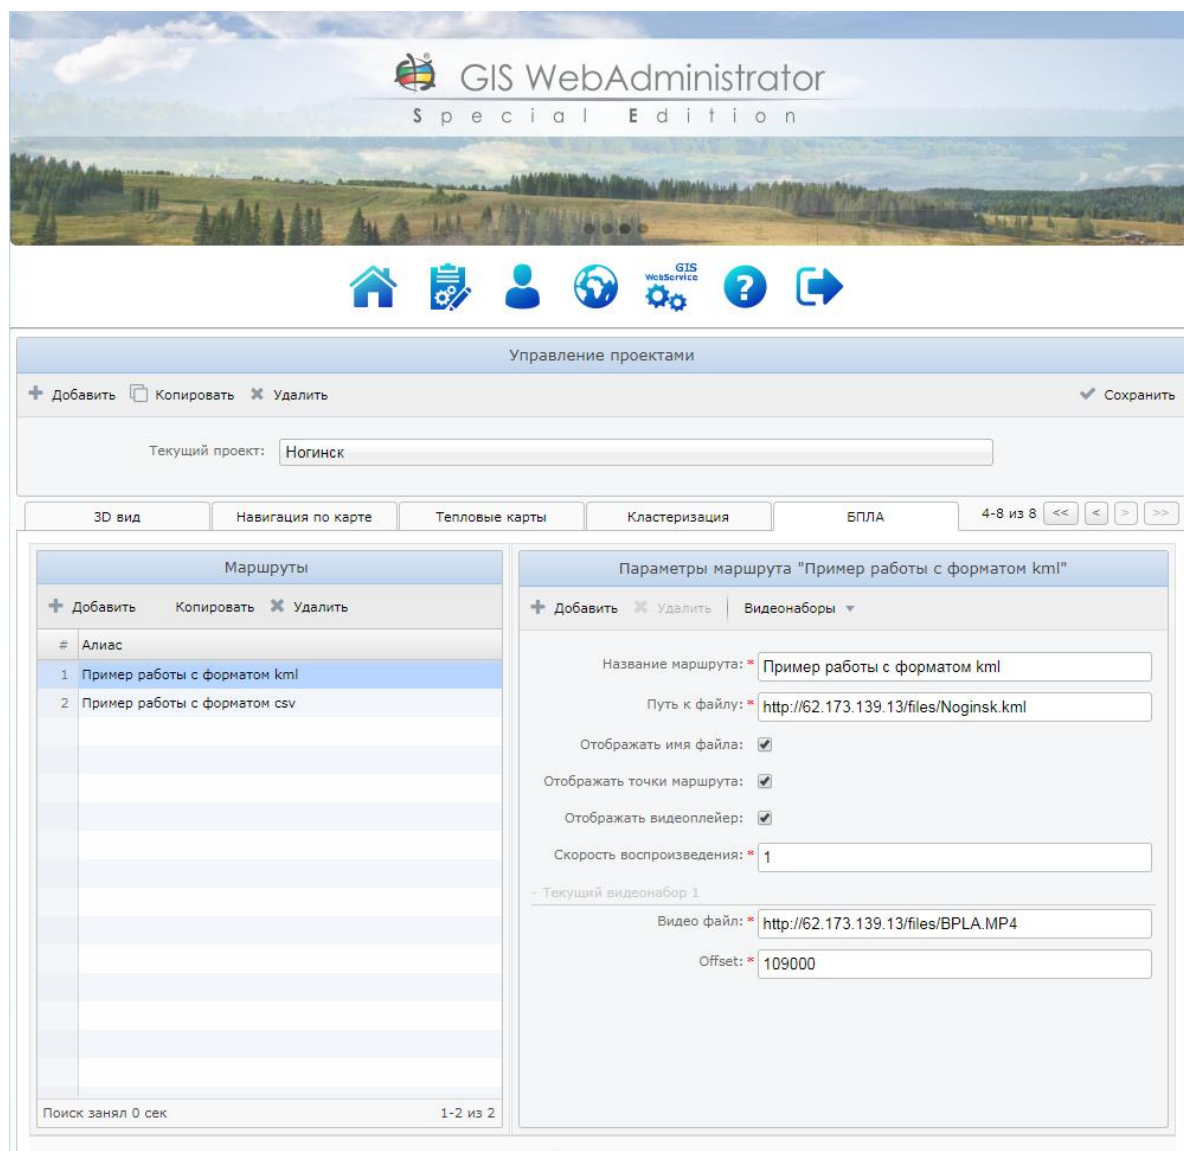 GIS WebAdministrator
Special Edition
GIS
WebService
?
Управление проектами
+ Добавить Копировать Удалить Сохранить
Текущий проект: Ногинск
3D вид Навигация по карте Тепловые карты Кластеризация БПЛА 4-8 из 8 << < > >>
Маршруты
+ Добавить Копировать Удалить
# Алиас
1 Пример работы с форматом kml
2 Пример работы с форматом csv
Поиск занял 0 сек 1-2 из 2
Параметры маршрута "Пример работы с форматом kml"
+ Добавить Удалить Видеонаборы
Название маршрута: * Пример работы с форматом kml
Путь к файлу: * http://62.173.139.13/files/Noginsk.kml
Отображать имя файла:
Отображать точки маршрута:
Отображать видеоплейер:
Скорость воспроизведения: * 1
- Текущий видеонабор 1
Видео файл: * http://62.173.139.13/files/BPLA.MP4
Offset: * 109000